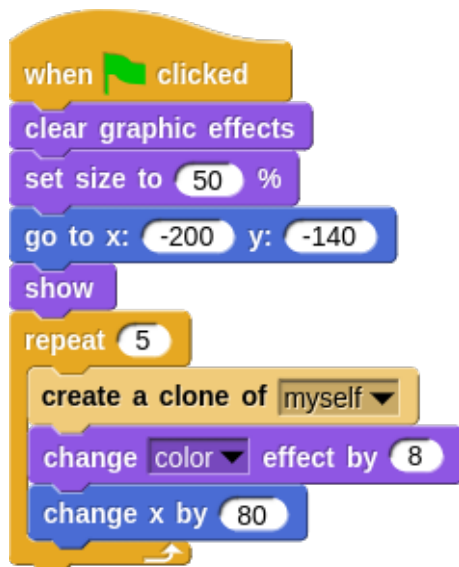 when clicked
clear graphic effects
set size to 50 %
go to x: -200 y: -140
show
repeat 5
create a clone of myself
change color effect by 8
change x by 80